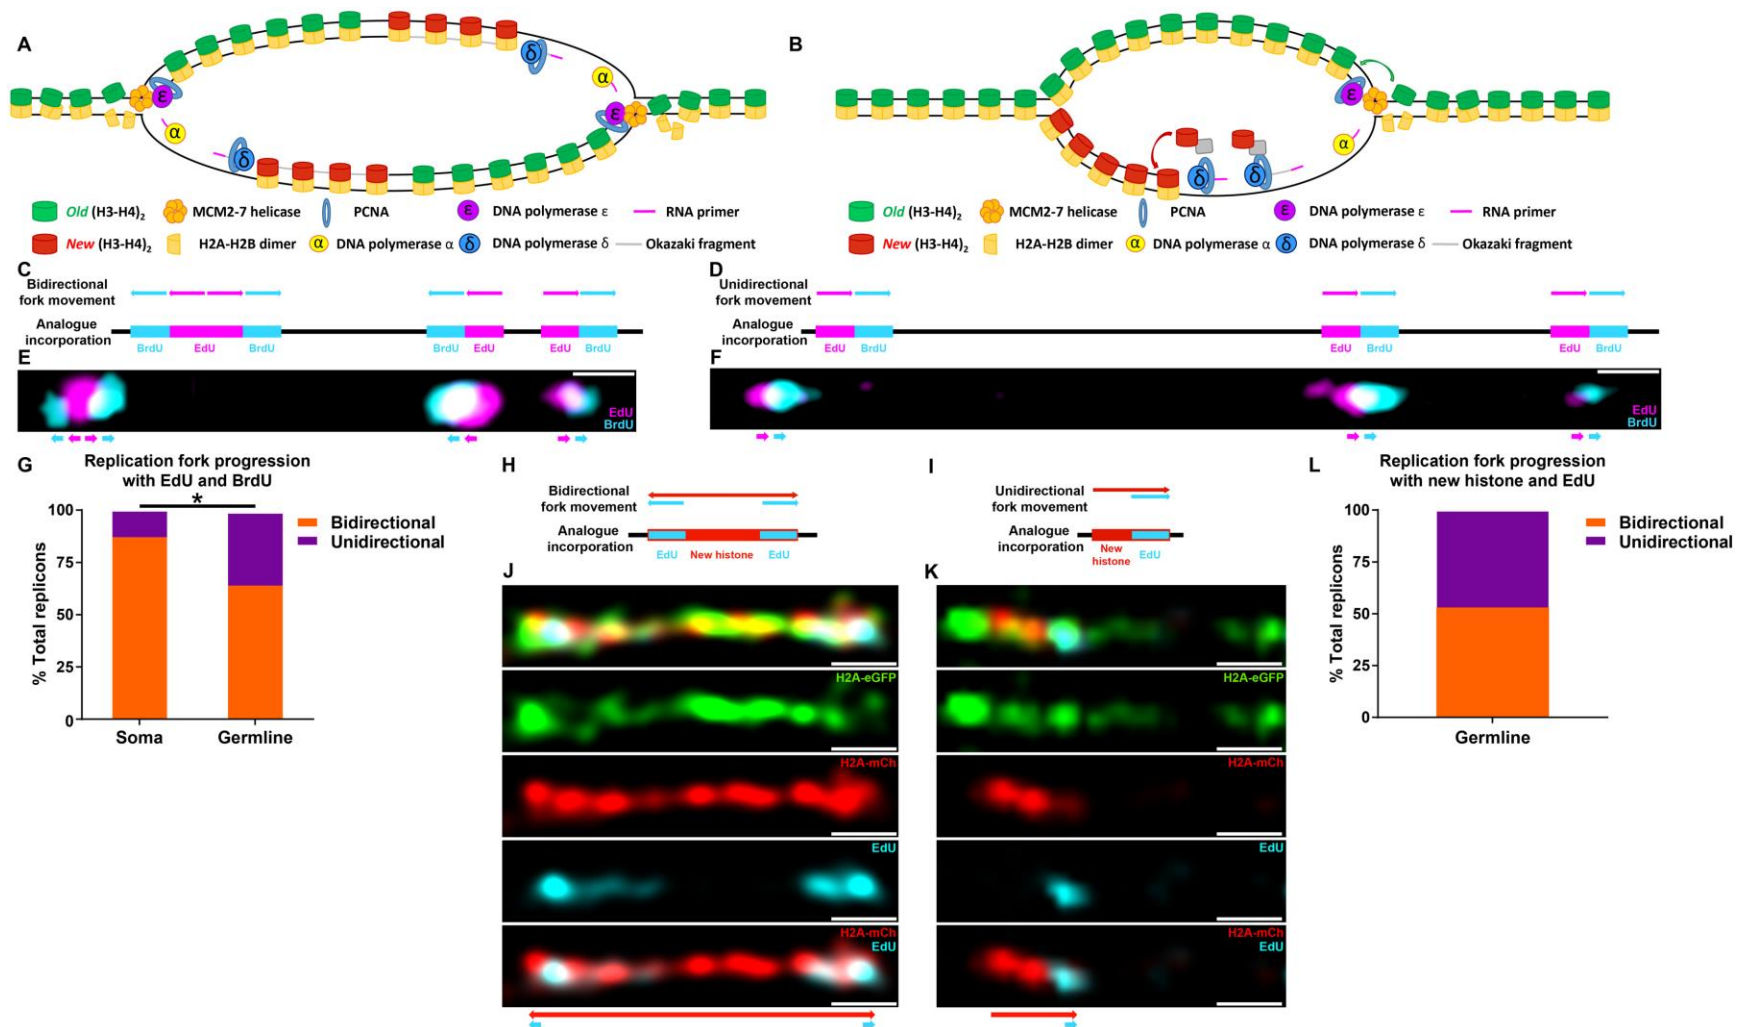 A
ε
α
δ
δ
α
ε
Old (H3-H4)₂
MCM2-7 helicase
PCNA
ε DNA polymerase ε
RNA primer
New (H3-H4)₂
H2A-H2B dimer
α DNA polymerase α
δ DNA polymerase δ
Okazaki fragment
B
ε
α
δ
δ
Old (H3-H4)₂
MCM2-7 helicase
PCNA
ε DNA polymerase ε
RNA primer
New (H3-H4)₂
H2A-H2B dimer
α DNA polymerase α
δ DNA polymerase δ
Okazaki fragment
C
Bidirectional
fork movement
Analogue
incorporation
BrdU EdU BrdU BrdU EdU EdU BrdU
D
Unidirectional
fork movement
Analogue
incorporation
EdU BrdU EdU BrdU EdU BrdU
E
EdU
BrdU
F
EdU
BrdU
G
Replication fork progression
with EdU and BrdU
*
% Total replicons
100
75
50
25
0
Soma Germline
Bidirectional
Unidirectional
H
Bidirectional
fork movement
Analogue
incorporation
EdU New histone EdU
I
Unidirectional
fork movement
Analogue
incorporation
New
histone
EdU
J
H2A-eGFP
H2A-mCh
EdU
H2A-mCh
EdU
K
H2A-eGFP
H2A-mCh
EdU
H2A-mCh
EdU
L
Replication fork progression
with new histone and EdU
% Total replicons
100
75
50
25
0
Germline
Bidirectional
Unidirectional